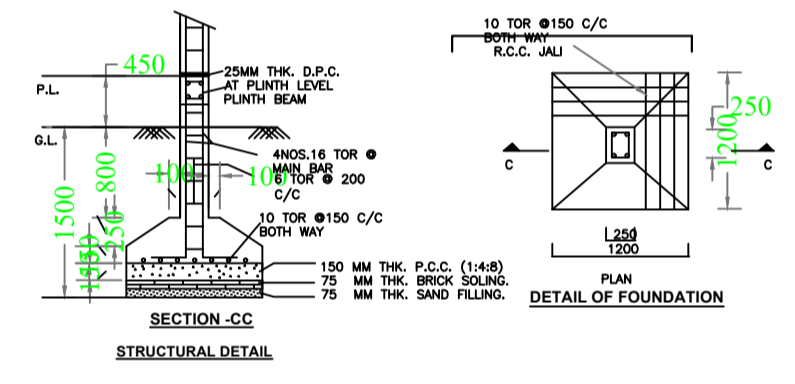 450
25MM THK. D.P.C.
AT PLINTH LEVEL
PLINTH BEAM
P.L.
G.L.
4NOS.16 TOR @
MAIN BAR
6 TOR @ 200
C/C
100
100
800
1500
250
10 TOR @150 C/C
BOTH WAY
150 MM THK. P.C.C. (1:4:8)
75 MM THK. BRICK SOLING.
75 MM THK. SAND FILLING.
SECTION -CC
STRUCTURAL DETAIL
10 TOR @150 C/C
BOTH WAY
R.C.C. JALI
250
1200
C
C
250
1200
PLAN
DETAIL OF FOUNDATION